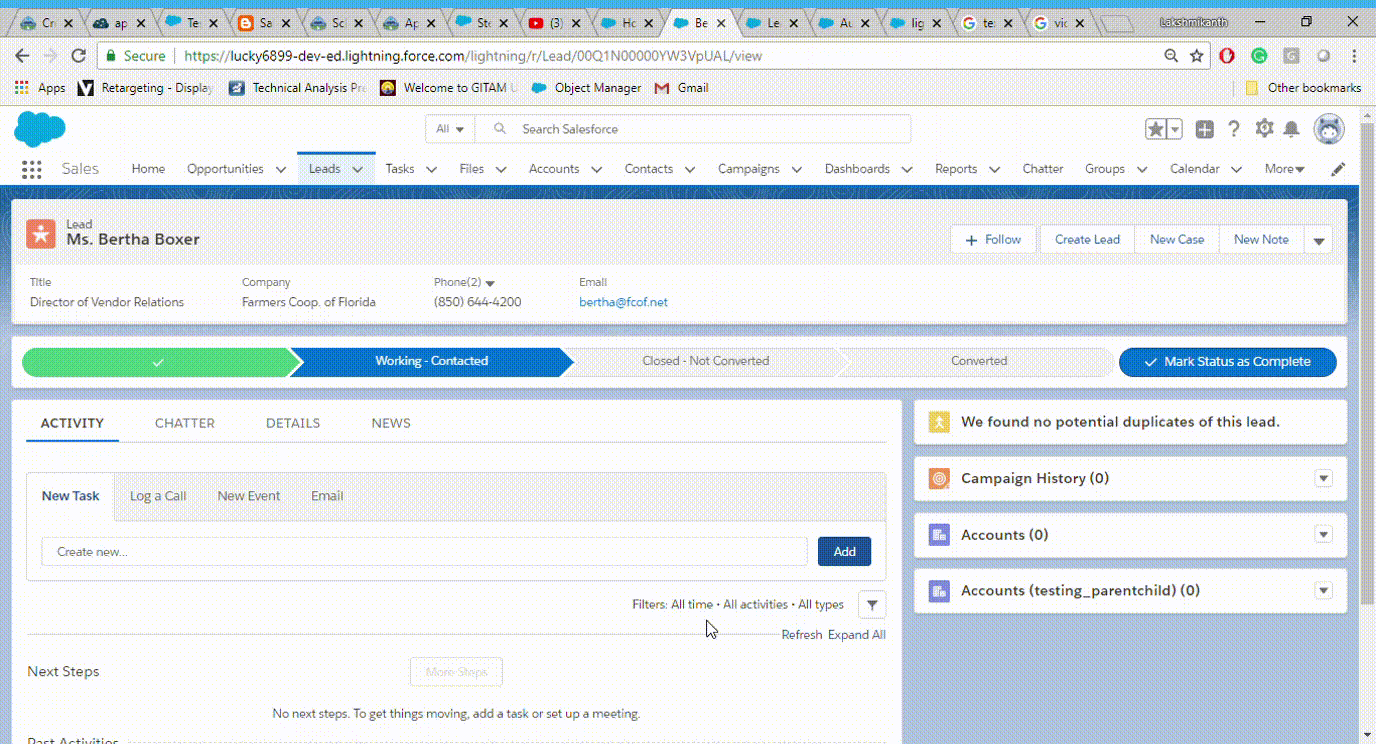 Cr ap Te Sa Sc Ap Sto (3) Ho Be Le Au lig te vic Lakshmikanth
Secure https://lucky6899-dev-ed.lightning.force.com/lightning/r/Lead/00Q1N00000YW3VpUAL/view
Apps Retargeting - Display Technical Analysis Pr Welcome to GITAM U Object Manager Gmail Other bookmarks
All Search Salesforce
Sales Home Opportunities Leads Tasks Files Accounts Contacts Campaigns Dashboards Reports Chatter Groups Calendar More
Lead
Ms. Bertha Boxer
+ Follow Create Lead New Case New Note
Title Company Phone(2) Email
Director of Vendor Relations Farmers Coop. of Florida (850) 644-4200 bertha@fcof.net
Working - Contacted Closed - Not Converted Converted Mark Status as Complete
ACTIVITY CHATTER DETAILS NEWS
We found no potential duplicates of this lead.
Campaign History (0)
New Task Log a Call New Event Email
Accounts (0)
Create new... Add
Accounts (testing_parentchild) (0)
Filters: All time • All activities • All types
Refresh Expand All
Next Steps More Steps
No next steps. To get things moving, add a task or set up a meeting.
Past Activities